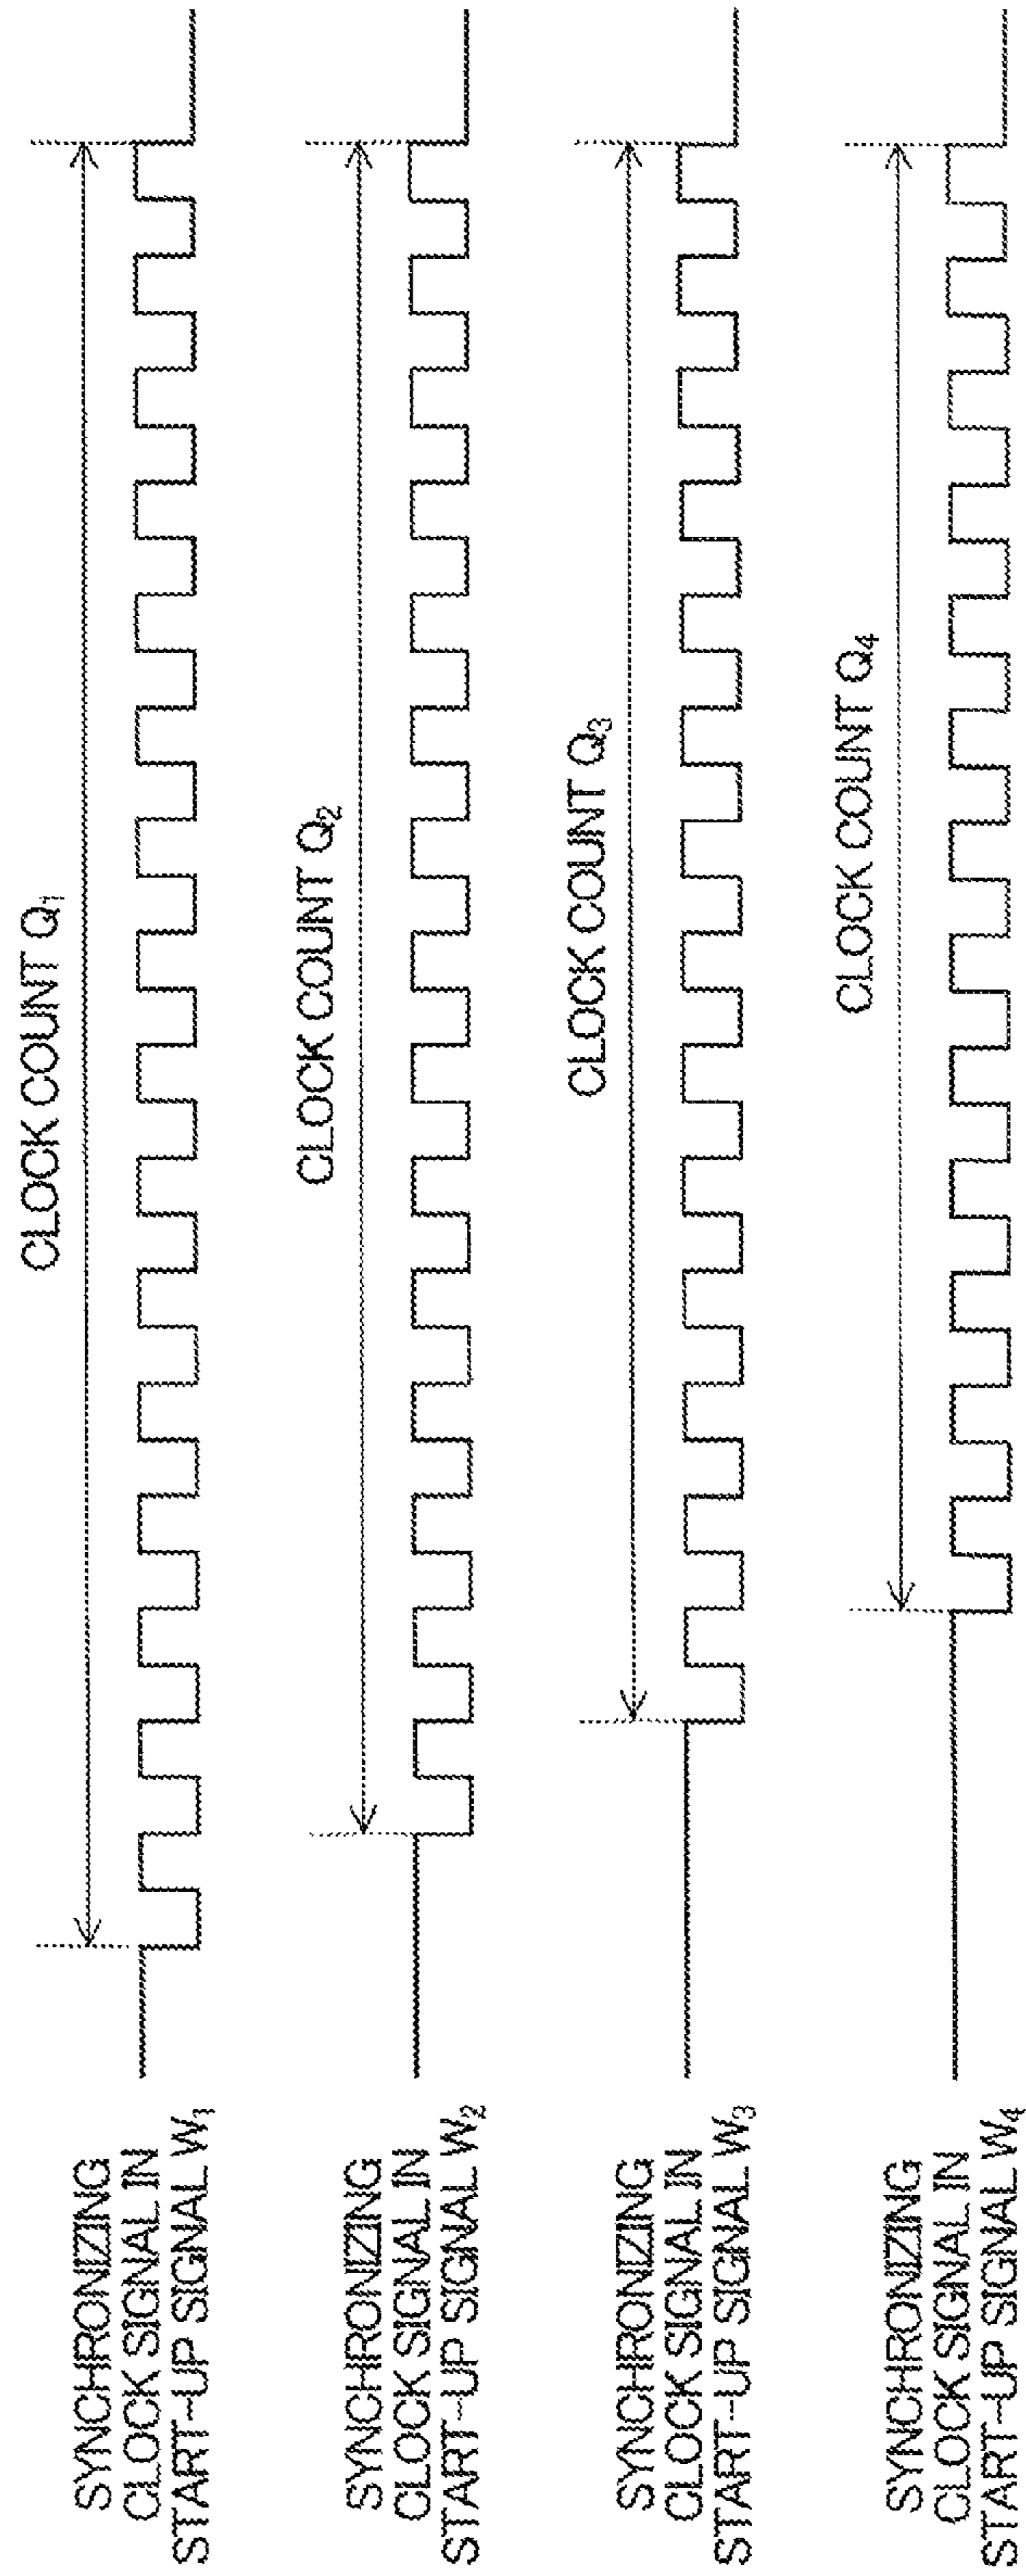 CLOCK COUNT Q₁
SYNCHRONIZING
CLOCK SIGNAL IN
START-UP SIGNAL W₁
CLOCK COUNT Q₂
SYNCHRONIZING
CLOCK SIGNAL IN
START-UP SIGNAL W₂
CLOCK COUNT Q₃
SYNCHRONIZING
CLOCK SIGNAL IN
START-UP SIGNAL W₃
CLOCK COUNT Q₄
SYNCHRONIZING
CLOCK SIGNAL IN
START-UP SIGNAL W₄